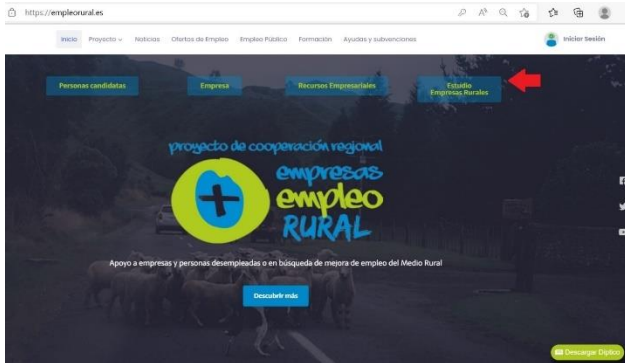 https://empleorural.es
Inicio Proyecto Noticias Ofertas de Empleo Empleo Público Formación Ayudas y subvenciones Iniciar Sesión
Personas candidatas Empresa Recursos Empresariales Estudio
Empresas Rurales
proyecto de cooperación regional
empresas
empleo
RURAL
Apoyo a empresas y personas desempleadas o en búsqueda de mejora de empleo del Medio Rural
Descubrir más
Descargar Díptico